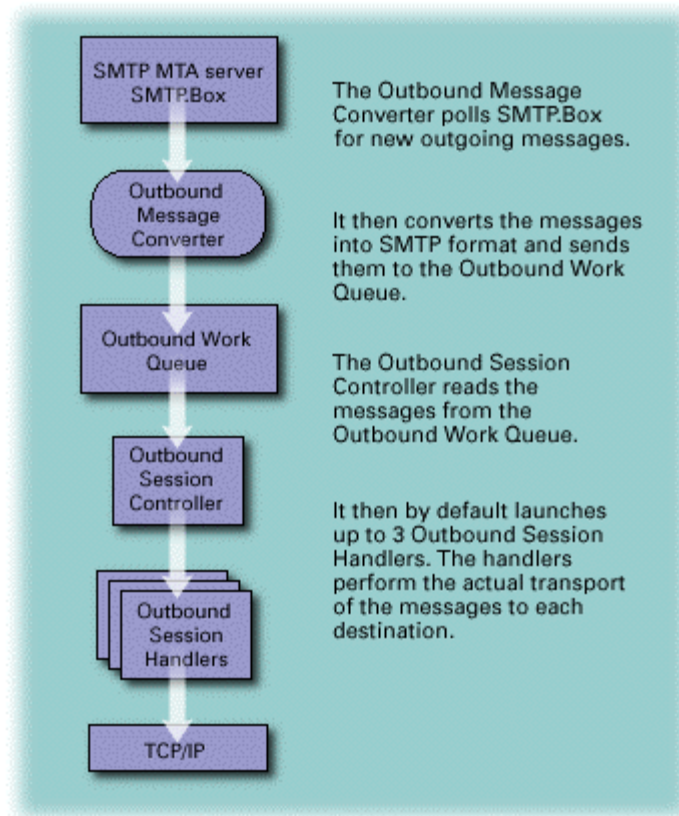 SMTP MTA server
SMTP.Box
The Outbound Message
Converter polls SMTP.Box
for new outgoing messages.
Outbound
Message
Converter
It then converts the messages
into SMTP format and sends
them to the Outbound Work
Queue.
Outbound Work
Queue
The Outbound Session
Controller reads the
messages from the
Outbound Work Queue.
Outbound
Session
Controller
It then by default launches
up to 3 Outbound Session
Handlers. The handlers
perform the actual transport
of the messages to each
destination.
Outbound
Session
Handlers
TCP/IP